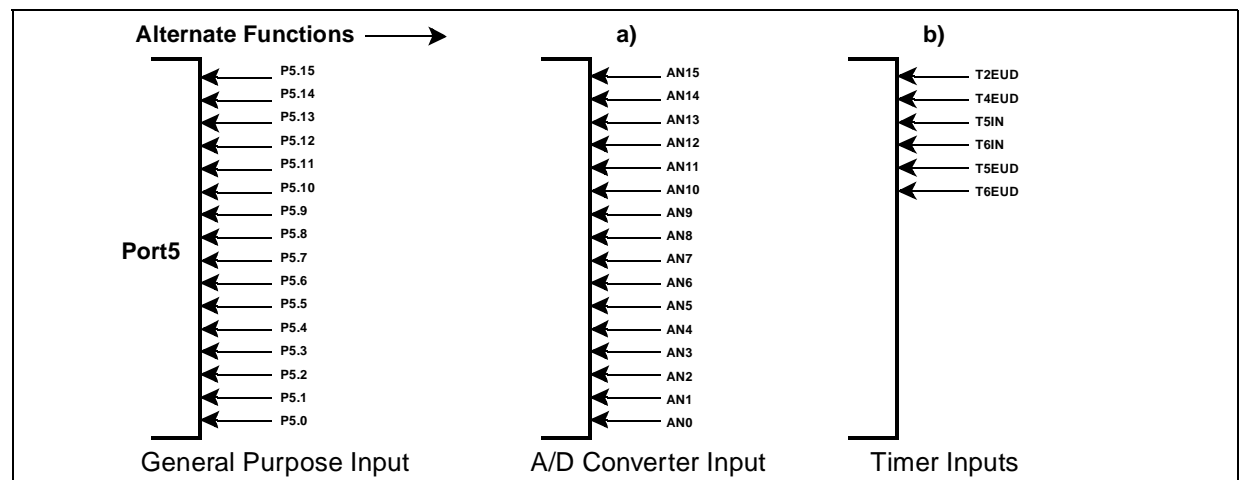 Alternate Functions a) b)
P5.15 AN15 T2EUD
P5.14 AN14 T4EUD
P5.13 AN13 T5IN
P5.12 AN12 T6IN
P5.11 AN11 T5EUD
P5.10 AN10 T6EUD
P5.9 AN9
P5.8 AN8
Port5
P5.7 AN7
P5.6 AN6
P5.5 AN5
P5.4 AN4
P5.3 AN3
P5.2 AN2
P5.1 AN1
P5.0 AN0
General Purpose Input A/D Converter Input Timer Inputs